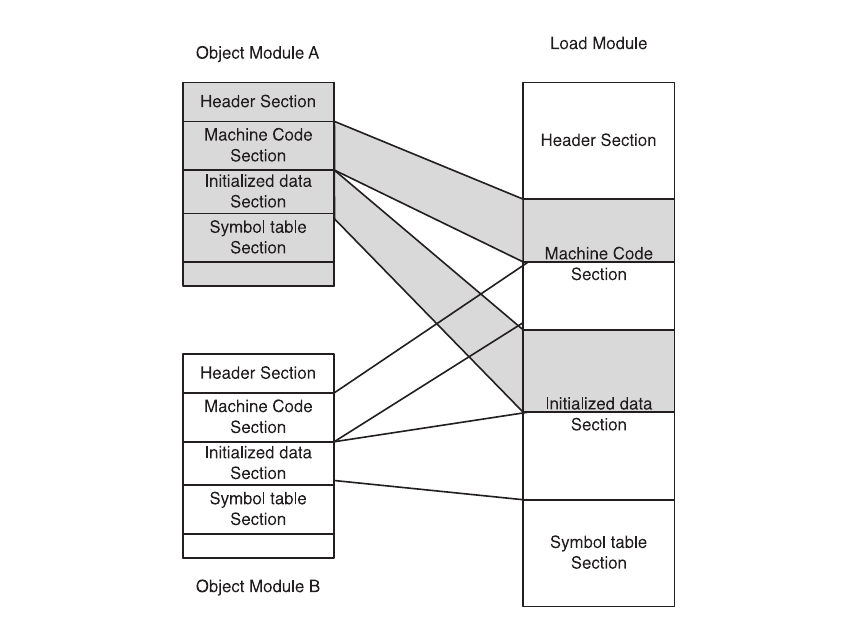 Object Module A
Header Section
Machine Code
Section
Initialized data
Section
Symbol table
Section
Header Section
Machine Code
Section
Initialized data
Section
Symbol table
Section
Object Module B
Load Module
Header Section
Machine Code
Section
Initialized data
Section
Symbol table
Section